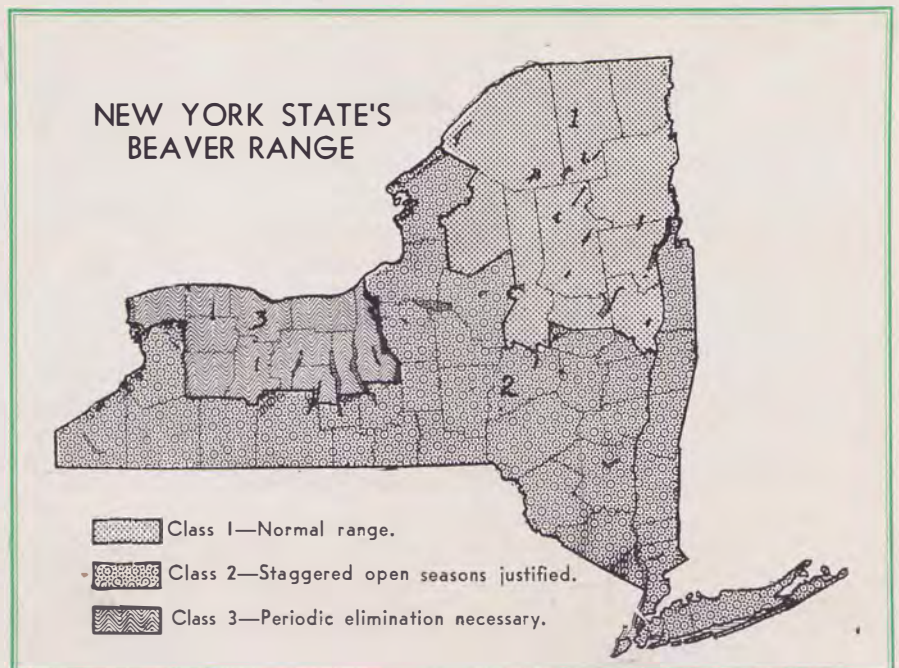 NEW YORK STATE'S
BEAVER RANGE
1
3
2
Class 1—Normal range.
Class 2—Staggered open seasons justified.
Class 3—Periodic elimination necessary.